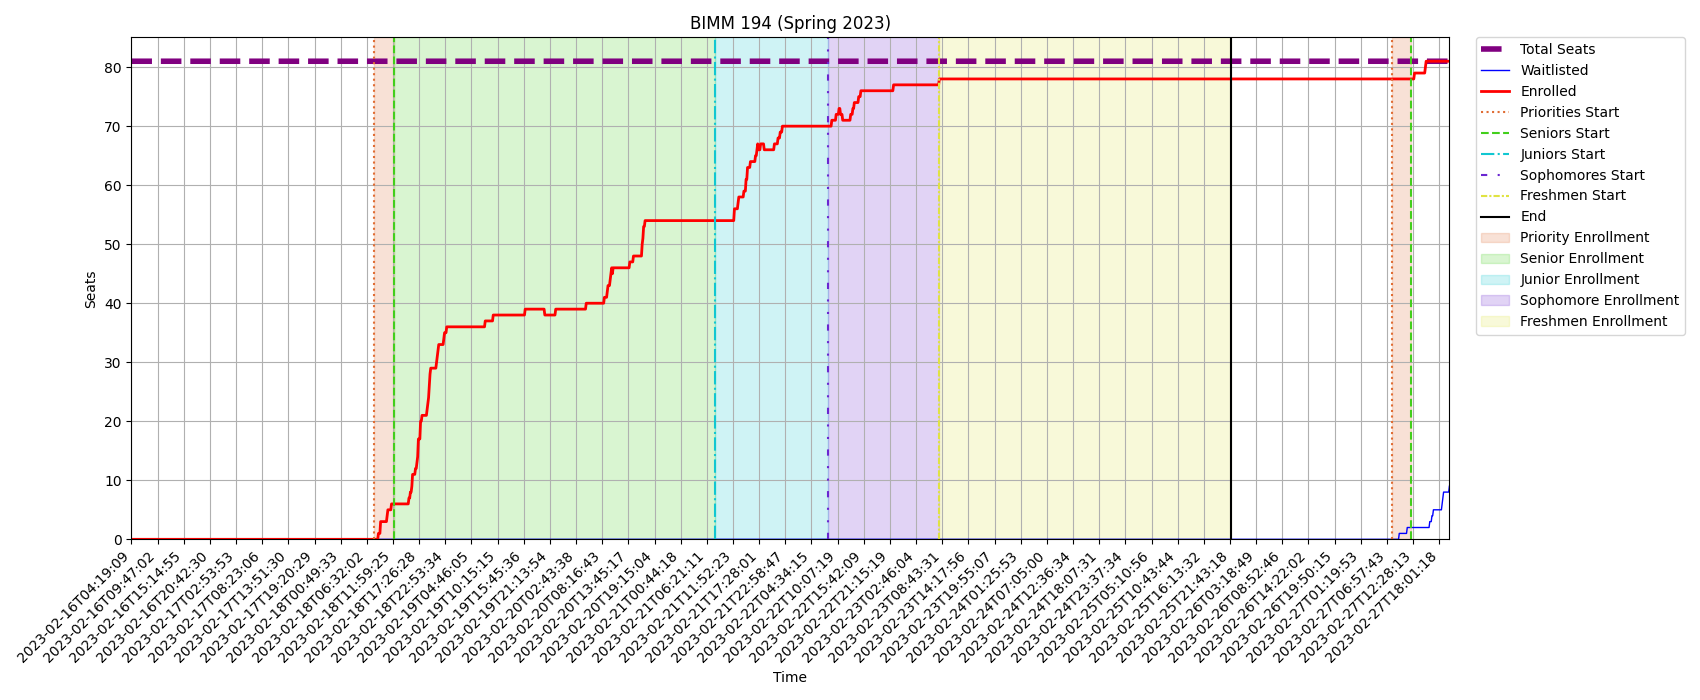 BIMM 194 (Spring 2023)
Seats
80
70
60
50
40
30
20
10
0
2023-02-16T04:19:09
2023-02-16T09:47:02
2023-02-16T15:14:55
2023-02-16T20:42:30
2023-02-17T02:53:53
2023-02-17T08:23:06
2023-02-17T13:51:30
2023-02-17T19:20:29
2023-02-18T00:49:33
2023-02-18T06:32:02
2023-02-18T11:59:25
2023-02-18T17:26:28
2023-02-18T22:53:34
2023-02-19T04:46:05
2023-02-19T10:15:15
2023-02-19T15:45:36
2023-02-19T21:13:54
2023-02-20T02:43:38
2023-02-20T08:16:43
2023-02-20T13:45:17
2023-02-20T19:15:04
2023-02-21T00:44:18
2023-02-21T06:21:11
2023-02-21T11:52:23
2023-02-21T17:28:01
2023-02-21T22:58:47
2023-02-22T04:34:15
2023-02-22T10:07:19
2023-02-22T15:42:09
2023-02-22T21:15:19
2023-02-23T02:46:04
2023-02-23T08:43:31
2023-02-23T14:17:56
2023-02-23T19:55:07
2023-02-24T01:25:53
2023-02-24T07:05:00
2023-02-24T12:36:34
2023-02-24T18:07:31
2023-02-24T23:37:34
2023-02-25T05:10:56
2023-02-25T10:43:44
2023-02-25T16:13:32
2023-02-25T21:43:18
2023-02-26T03:18:49
2023-02-26T08:52:46
2023-02-26T14:22:02
2023-02-26T19:50:15
2023-02-27T01:19:53
2023-02-27T06:57:43
2023-02-27T12:28:13
2023-02-27T18:01:18
Time
Total Seats
Waitlisted
Enrolled
Priorities Start
Seniors Start
Juniors Start
Sophomores Start
Freshmen Start
End
Priority Enrollment
Senior Enrollment
Junior Enrollment
Sophomore Enrollment
Freshmen Enrollment